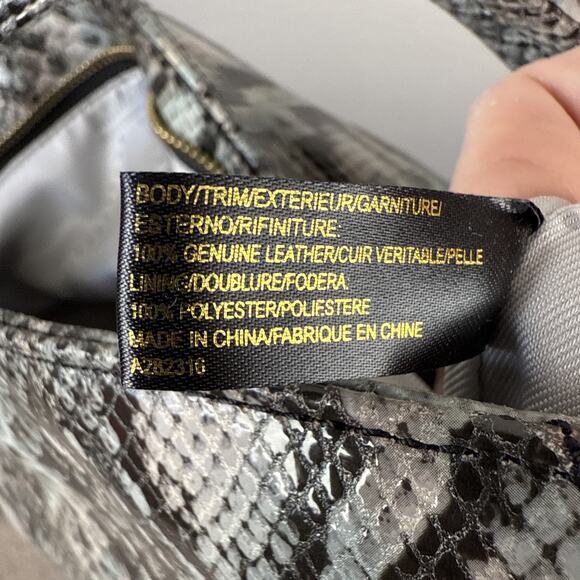 BODY/TRIM/EXTERIEUR/GARNITURE/
ESTERNO/RIFINITURE
100% GENUINE LEATHER/CUIR VERITABLE/PELLE
LINING/DOUBLURE/FODERA
100% POLYESTER/POLIESTERE
MADE IN CHINA/FABRIQUE EN CHINE
A282310